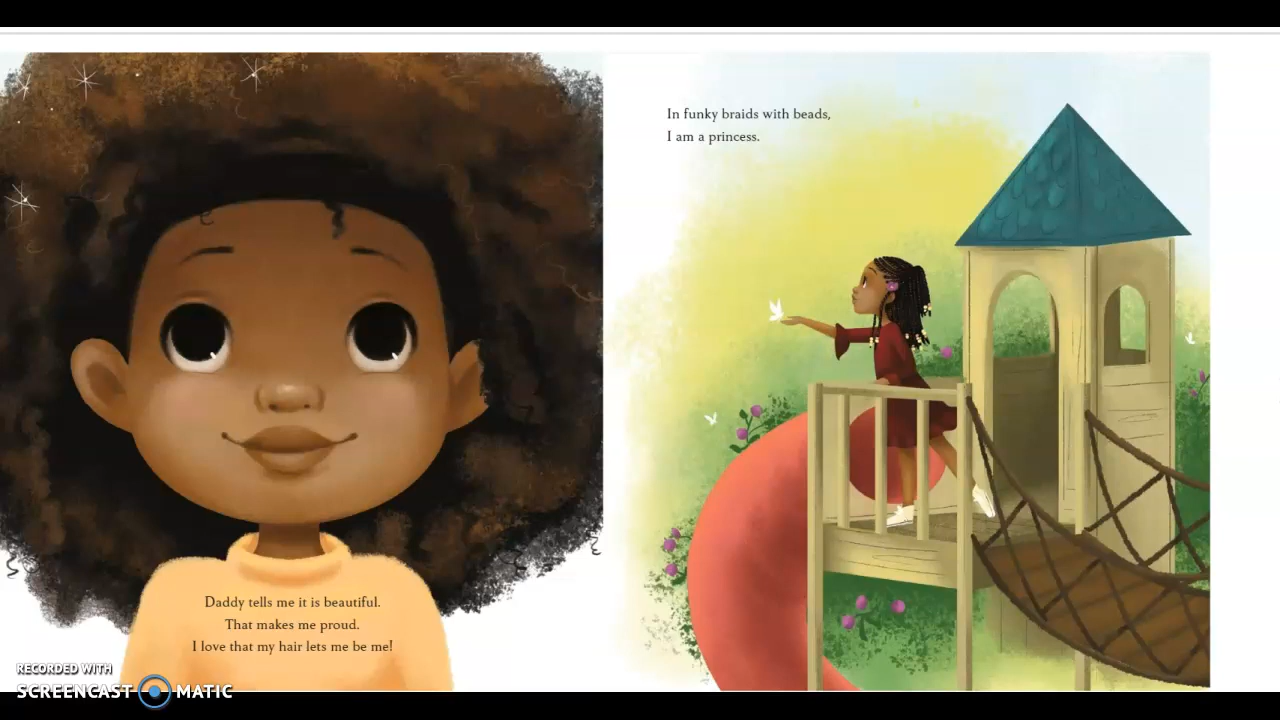 Daddy tells me it is beautiful.
That makes me proud.
I love that my hair lets me be me!
In funky braids with beads,
I am a princess.
RECORDED WITH
SCREENCAST MATIC